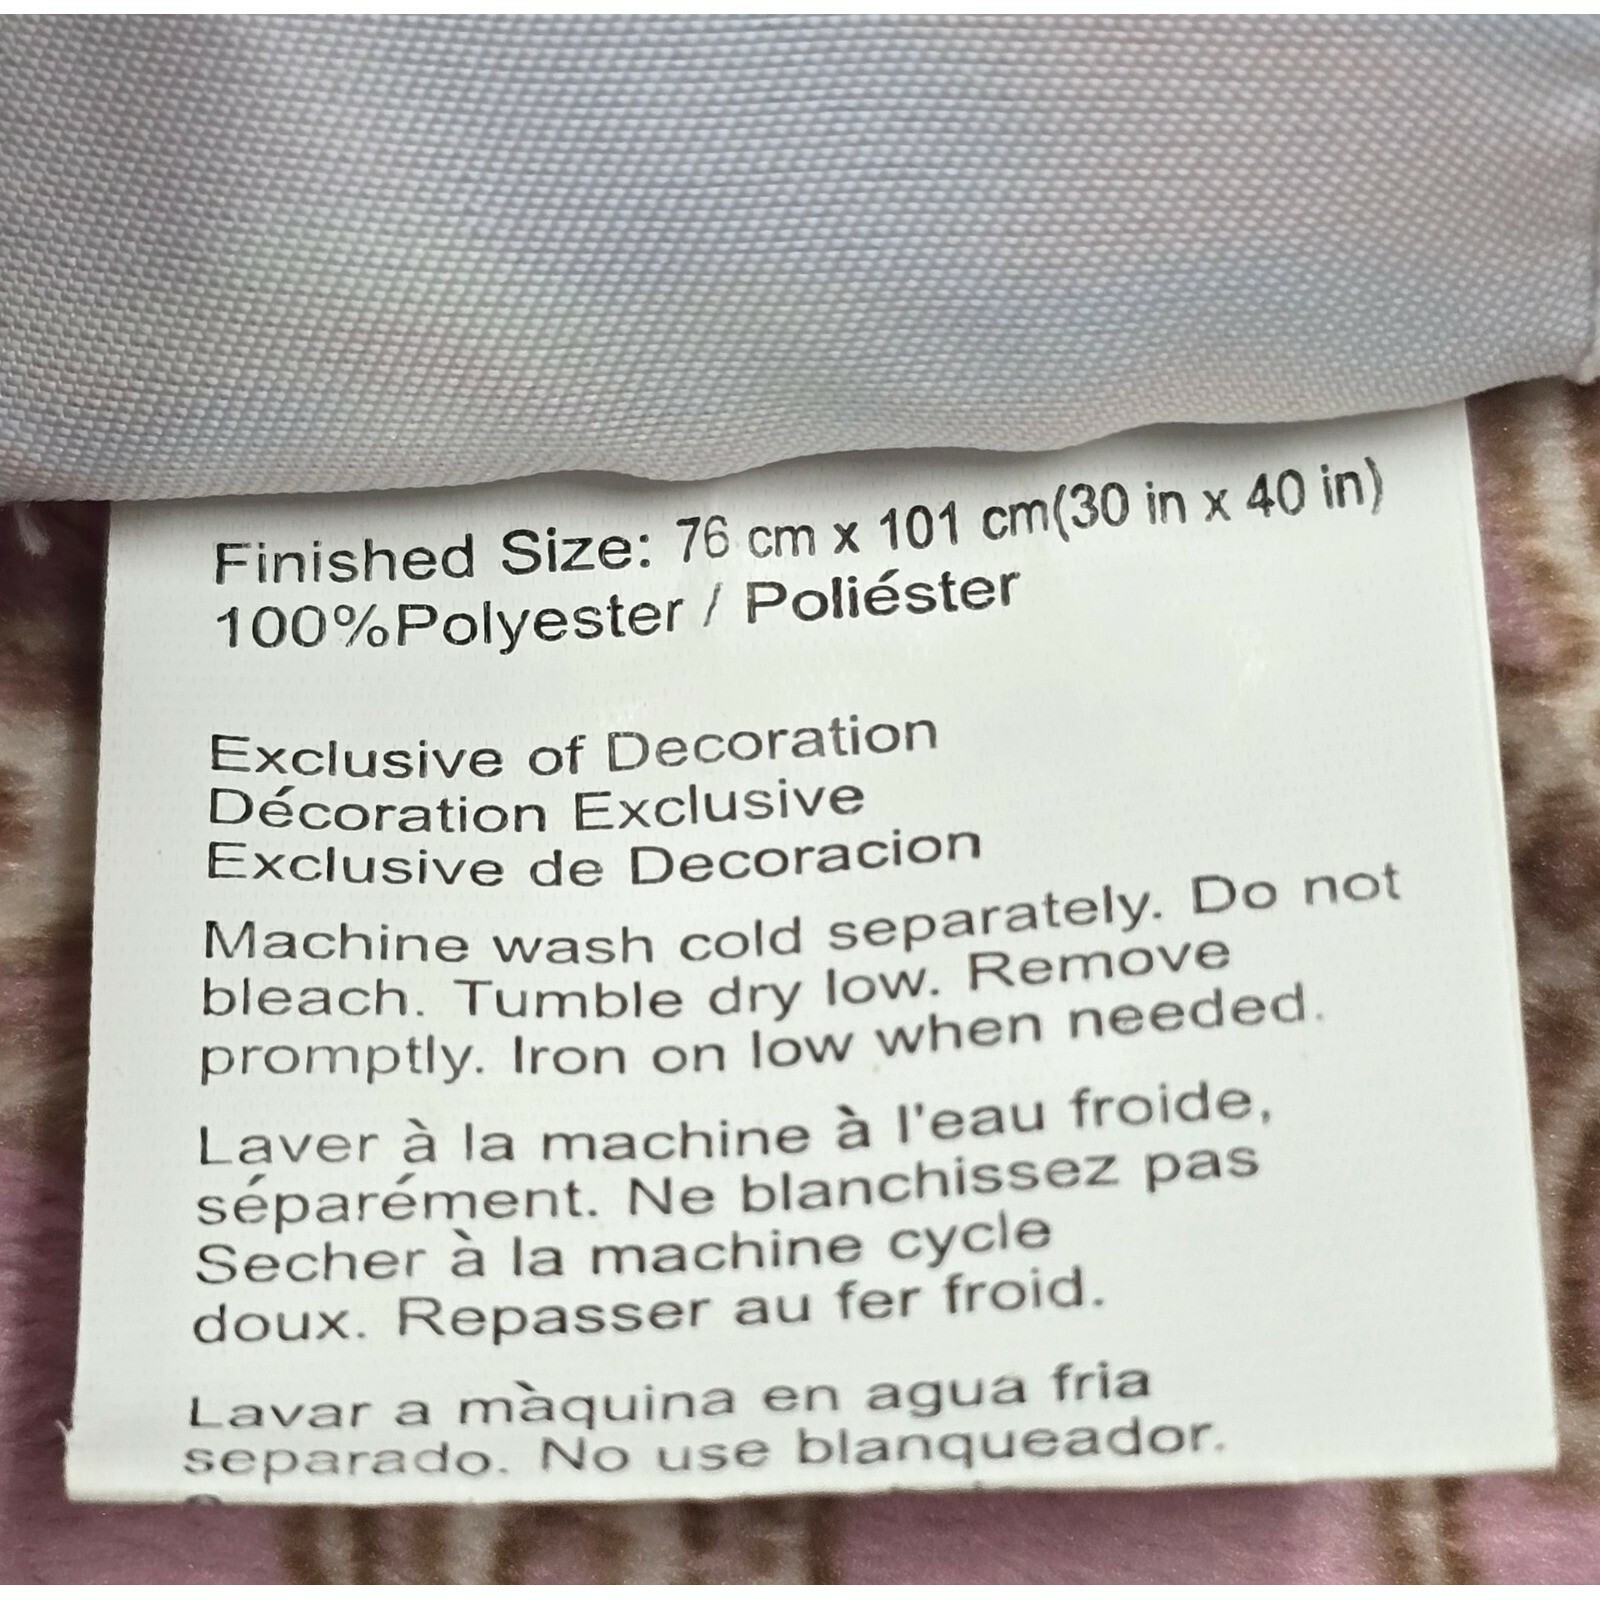 Finished Size: 76 cm x 101 cm(30 in x 40 in)
100%Polyester / Poliéster
Exclusive of Decoration
Décoration Exclusive
Exclusive de Decoracion
Machine wash cold separately. Do not
bleach. Tumble dry low. Remove
promptly. Iron on low when needed.
Laver à la machine à l'eau froide,
séparément. Ne blanchissez pas
Secher à la machine cycle
doux. Repasser au fer froid.
Lavar a màquina en agua fria
separado. No use blanqueador.